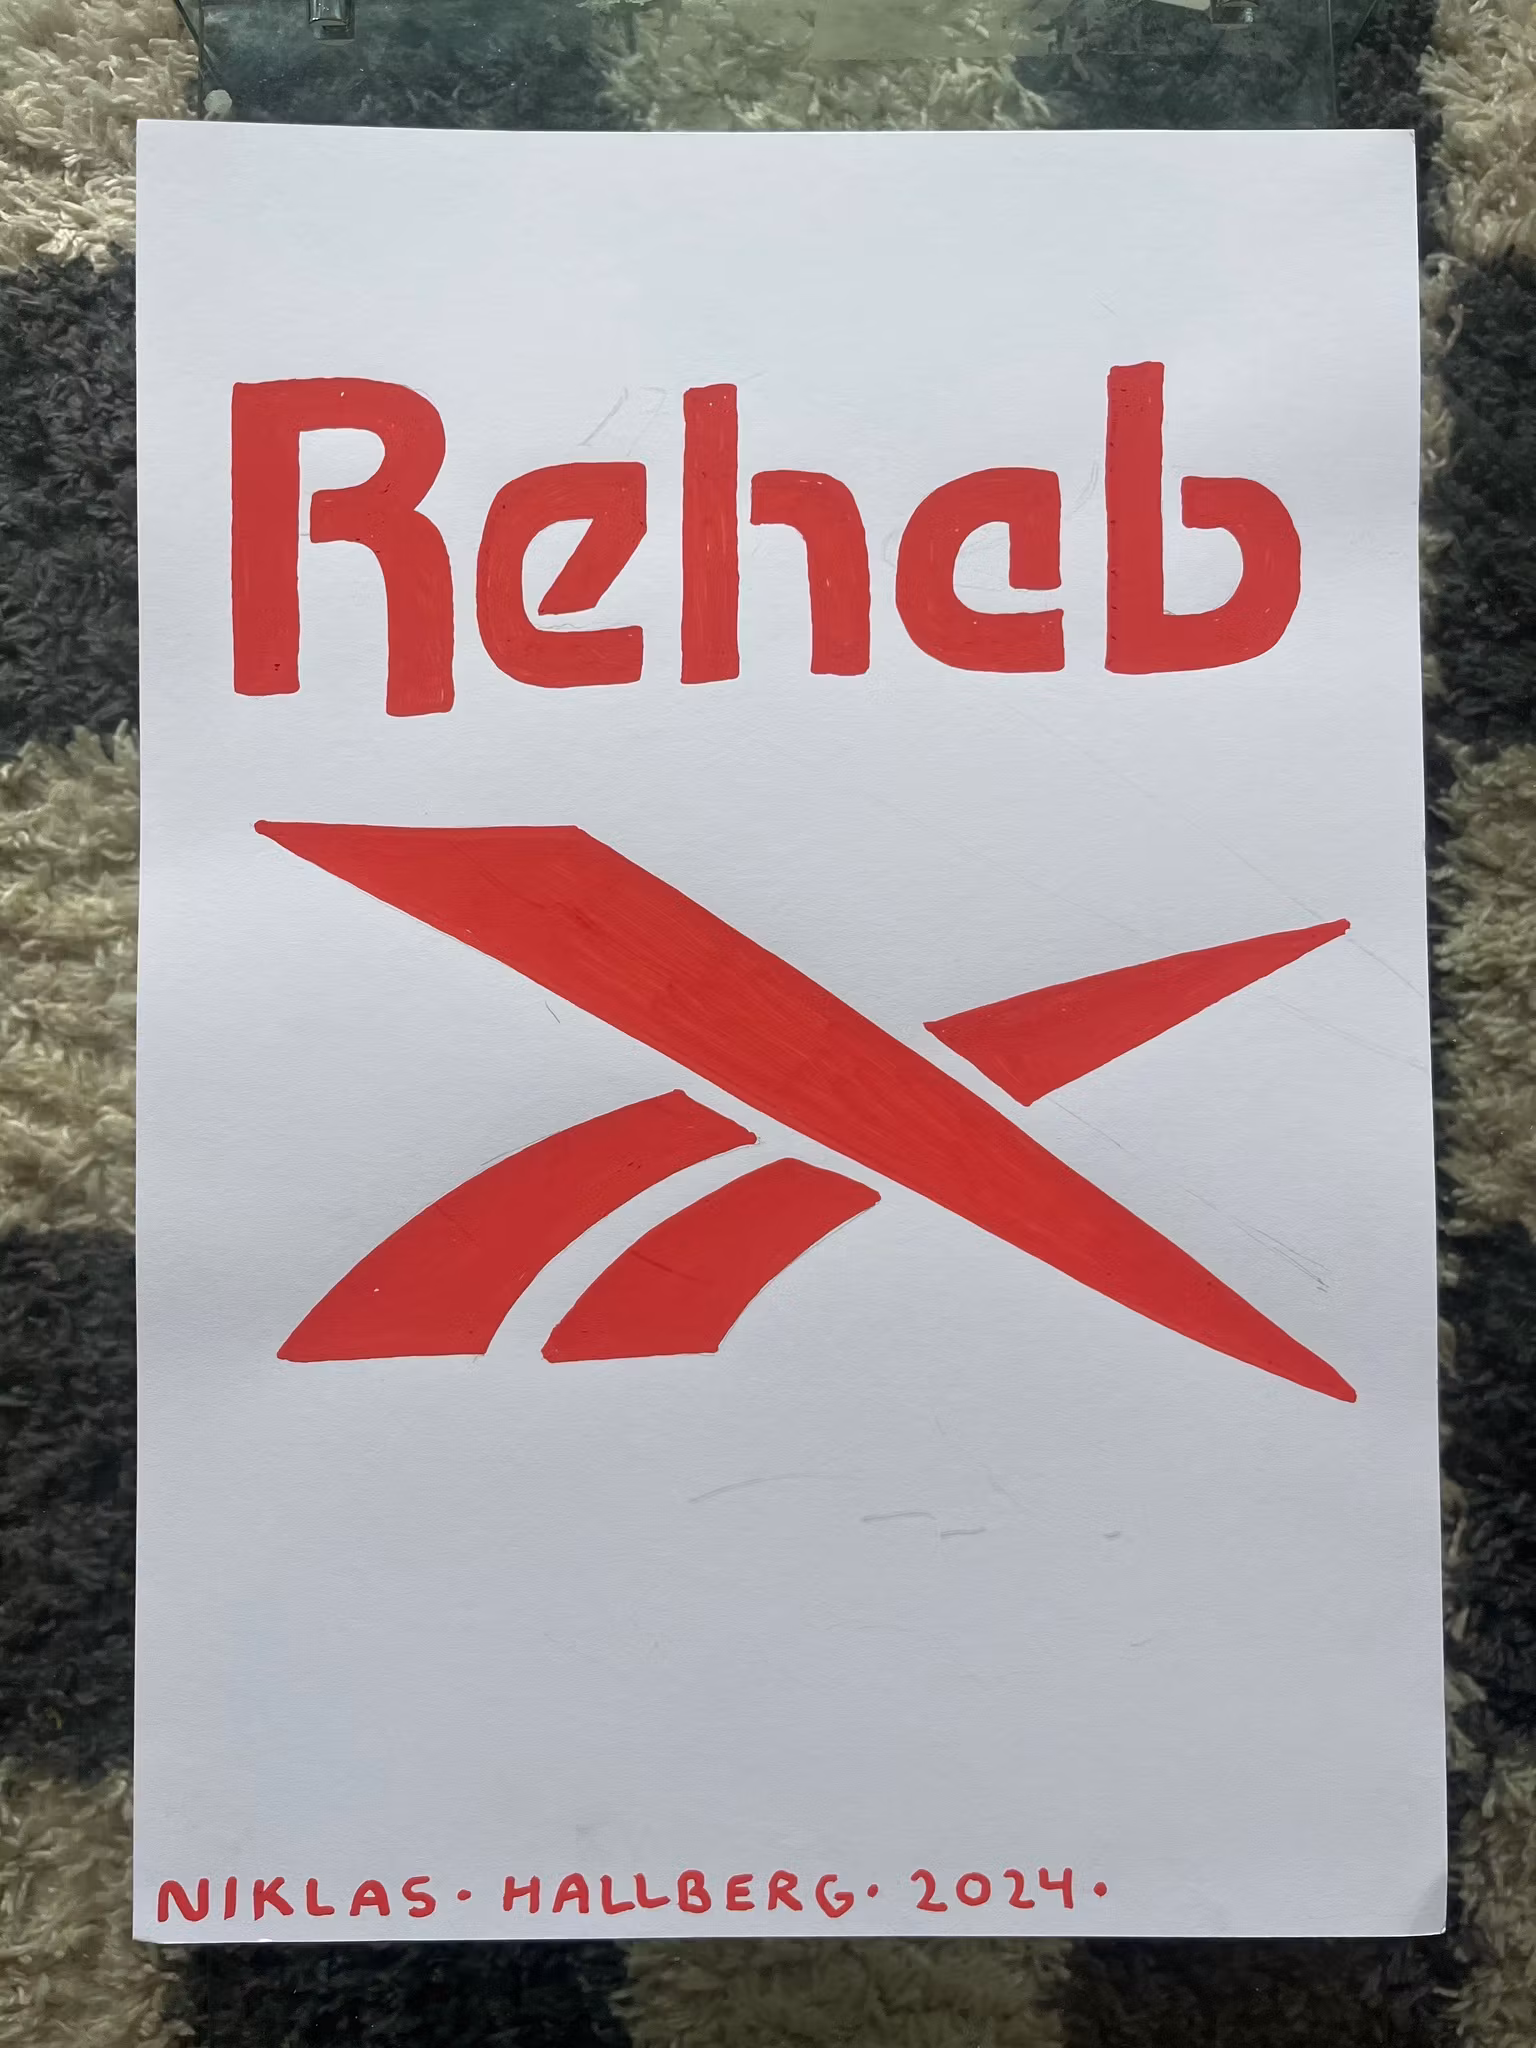 Rehab
NIKLAS · HALLBERG · 2024 ·